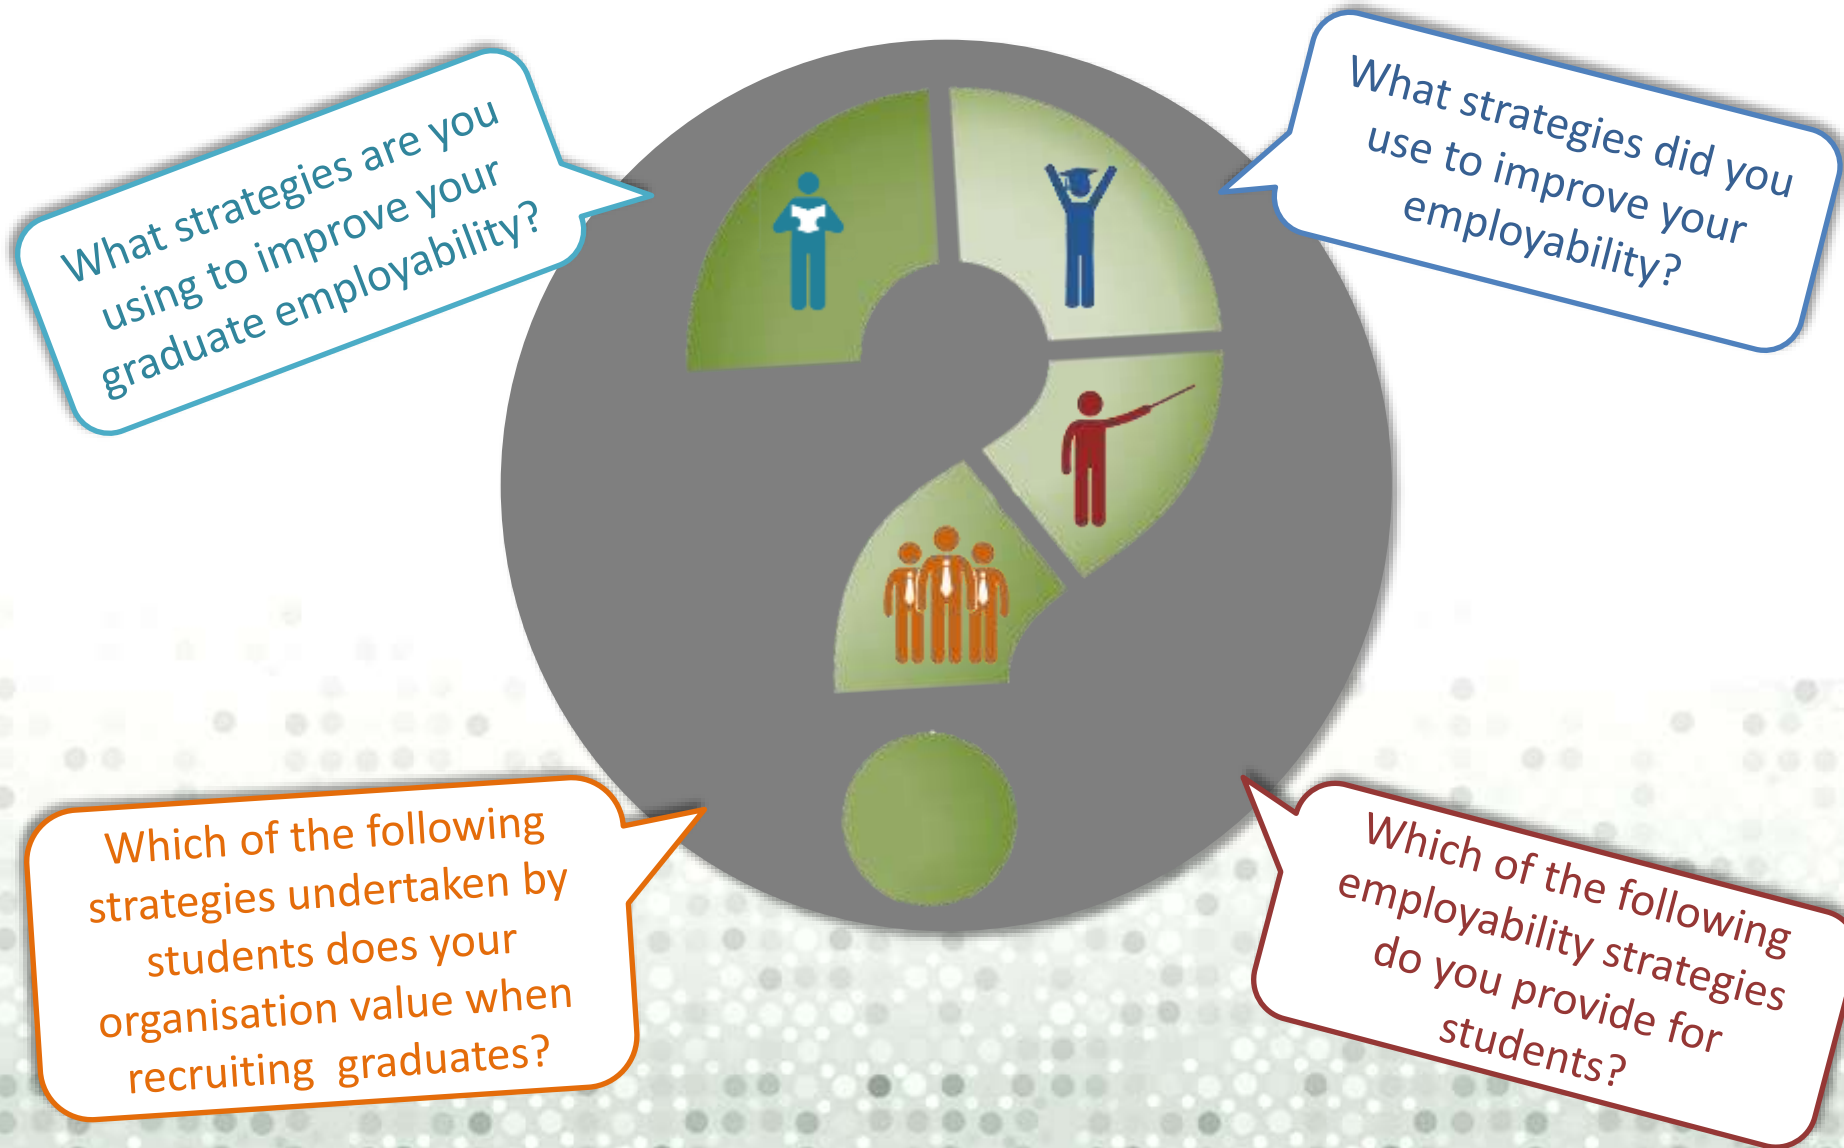 What strategies are you
using to improve your
graduate employability?
What strategies did you
use to improve your
employability?
Which of the following
strategies undertaken by
students does your
organisation value when
recruiting  graduates?
Which of the following
employability strategies
do you provide for
students?